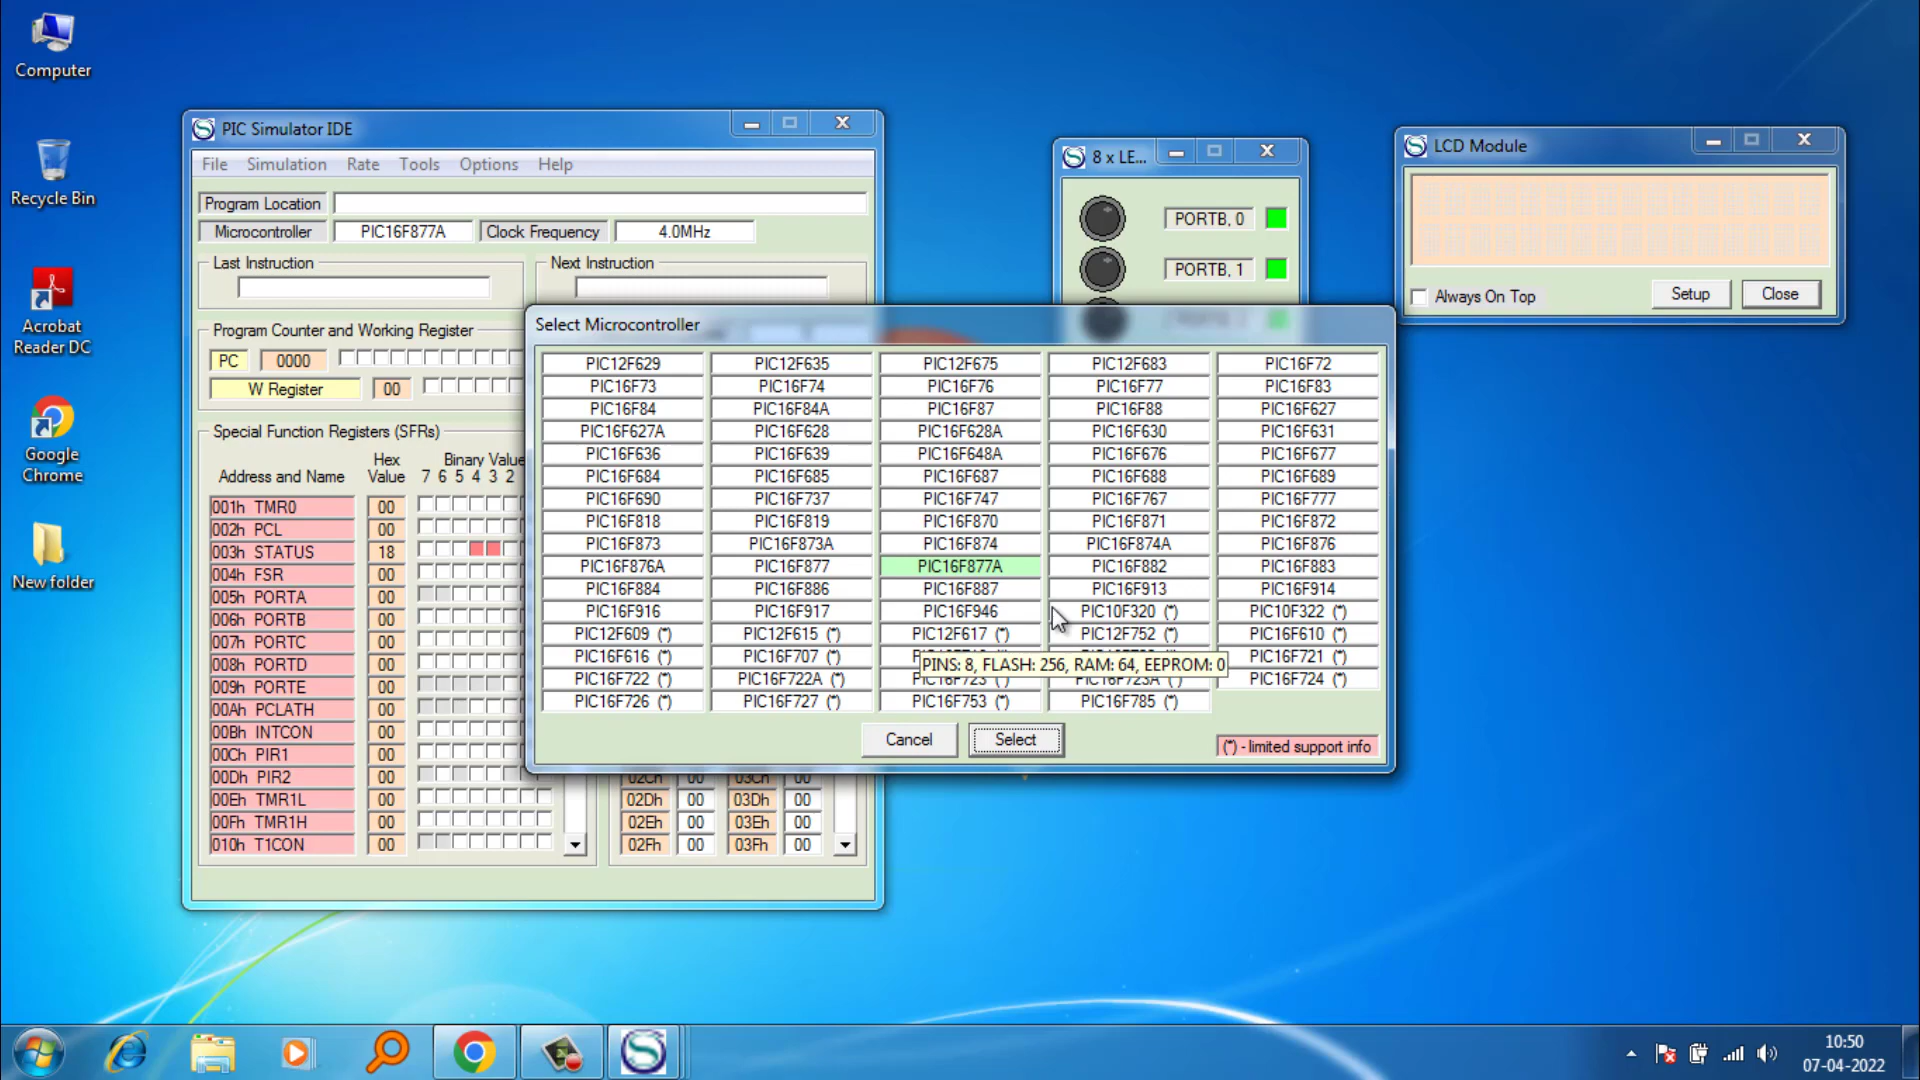 Computer
Recycle Bin
Acrobat
Reader DC
Google
Chrome
New folder
PIC Simulator IDE
File Simulation Rate Tools Options Help
Program Location
Microcontroller PIC16F877A Clock Frequency 4.0MHz
Last Instruction Next Instruction
Program Counter and Working Register
PC 0000
W Register 00
Special Function Registers (SFRs)
Hex Binary Value
Address and Name Value 7 6 5 4 3 2
001h TMR0 00
002h PCL 00
003h STATUS 18
004h FSR 00
005h PORTA 00
006h PORTB 00
007h PORTC 00
008h PORTD 00
009h PORTE 00
00Ah PCLATH 00
00Bh INTCON 00
00Ch PIR1 00
00Dh PIR2 00
00Eh TMR1L 00
00Fh TMR1H 00
010h T1CON 00
02Ch 00 03Ch 00
02Dh 00 03Dh 00
02Eh 00 03Eh 00
02Fh 00 03Fh 00
8 x LE...
PORTB, 0
PORTB, 1
LCD Module
Always On Top Setup Close
Select Microcontroller
PIC12F629 PIC12F635 PIC12F675 PIC12F683 PIC16F72
PIC16F73 PIC16F74 PIC16F76 PIC16F77 PIC16F83
PIC16F84 PIC16F84A PIC16F87 PIC16F88 PIC16F627
PIC16F627A PIC16F628 PIC16F628A PIC16F630 PIC16F631
PIC16F636 PIC16F639 PIC16F648A PIC16F676 PIC16F677
PIC16F684 PIC16F685 PIC16F687 PIC16F688 PIC16F689
PIC16F690 PIC16F737 PIC16F747 PIC16F767 PIC16F777
PIC16F818 PIC16F819 PIC16F870 PIC16F871 PIC16F872
PIC16F873 PIC16F873A PIC16F874 PIC16F874A PIC16F876
PIC16F876A PIC16F877 PIC16F877A PIC16F882 PIC16F883
PIC16F884 PIC16F886 PIC16F887 PIC16F913 PIC16F914
PIC16F916 PIC16F917 PIC16F946 PIC10F320 (*) PIC10F322 (*)
PIC12F609 (*) PIC12F615 (*) PIC12F617 (*) PIC12F752 (*) PIC16F610 (*)
PIC16F616 (*) PIC16F707 (*) PIC16F721 (*)
PINS: 8, FLASH: 256, RAM: 64, EEPROM: 0
PIC16F722 (*) PIC16F722A (*) PIC16F723 (*) PIC16F723A (*) PIC16F724 (*)
PIC16F726 (*) PIC16F727 (*) PIC16F753 (*) PIC16F785 (*)
Cancel Select (*) - limited support info
10:50
07-04-2022